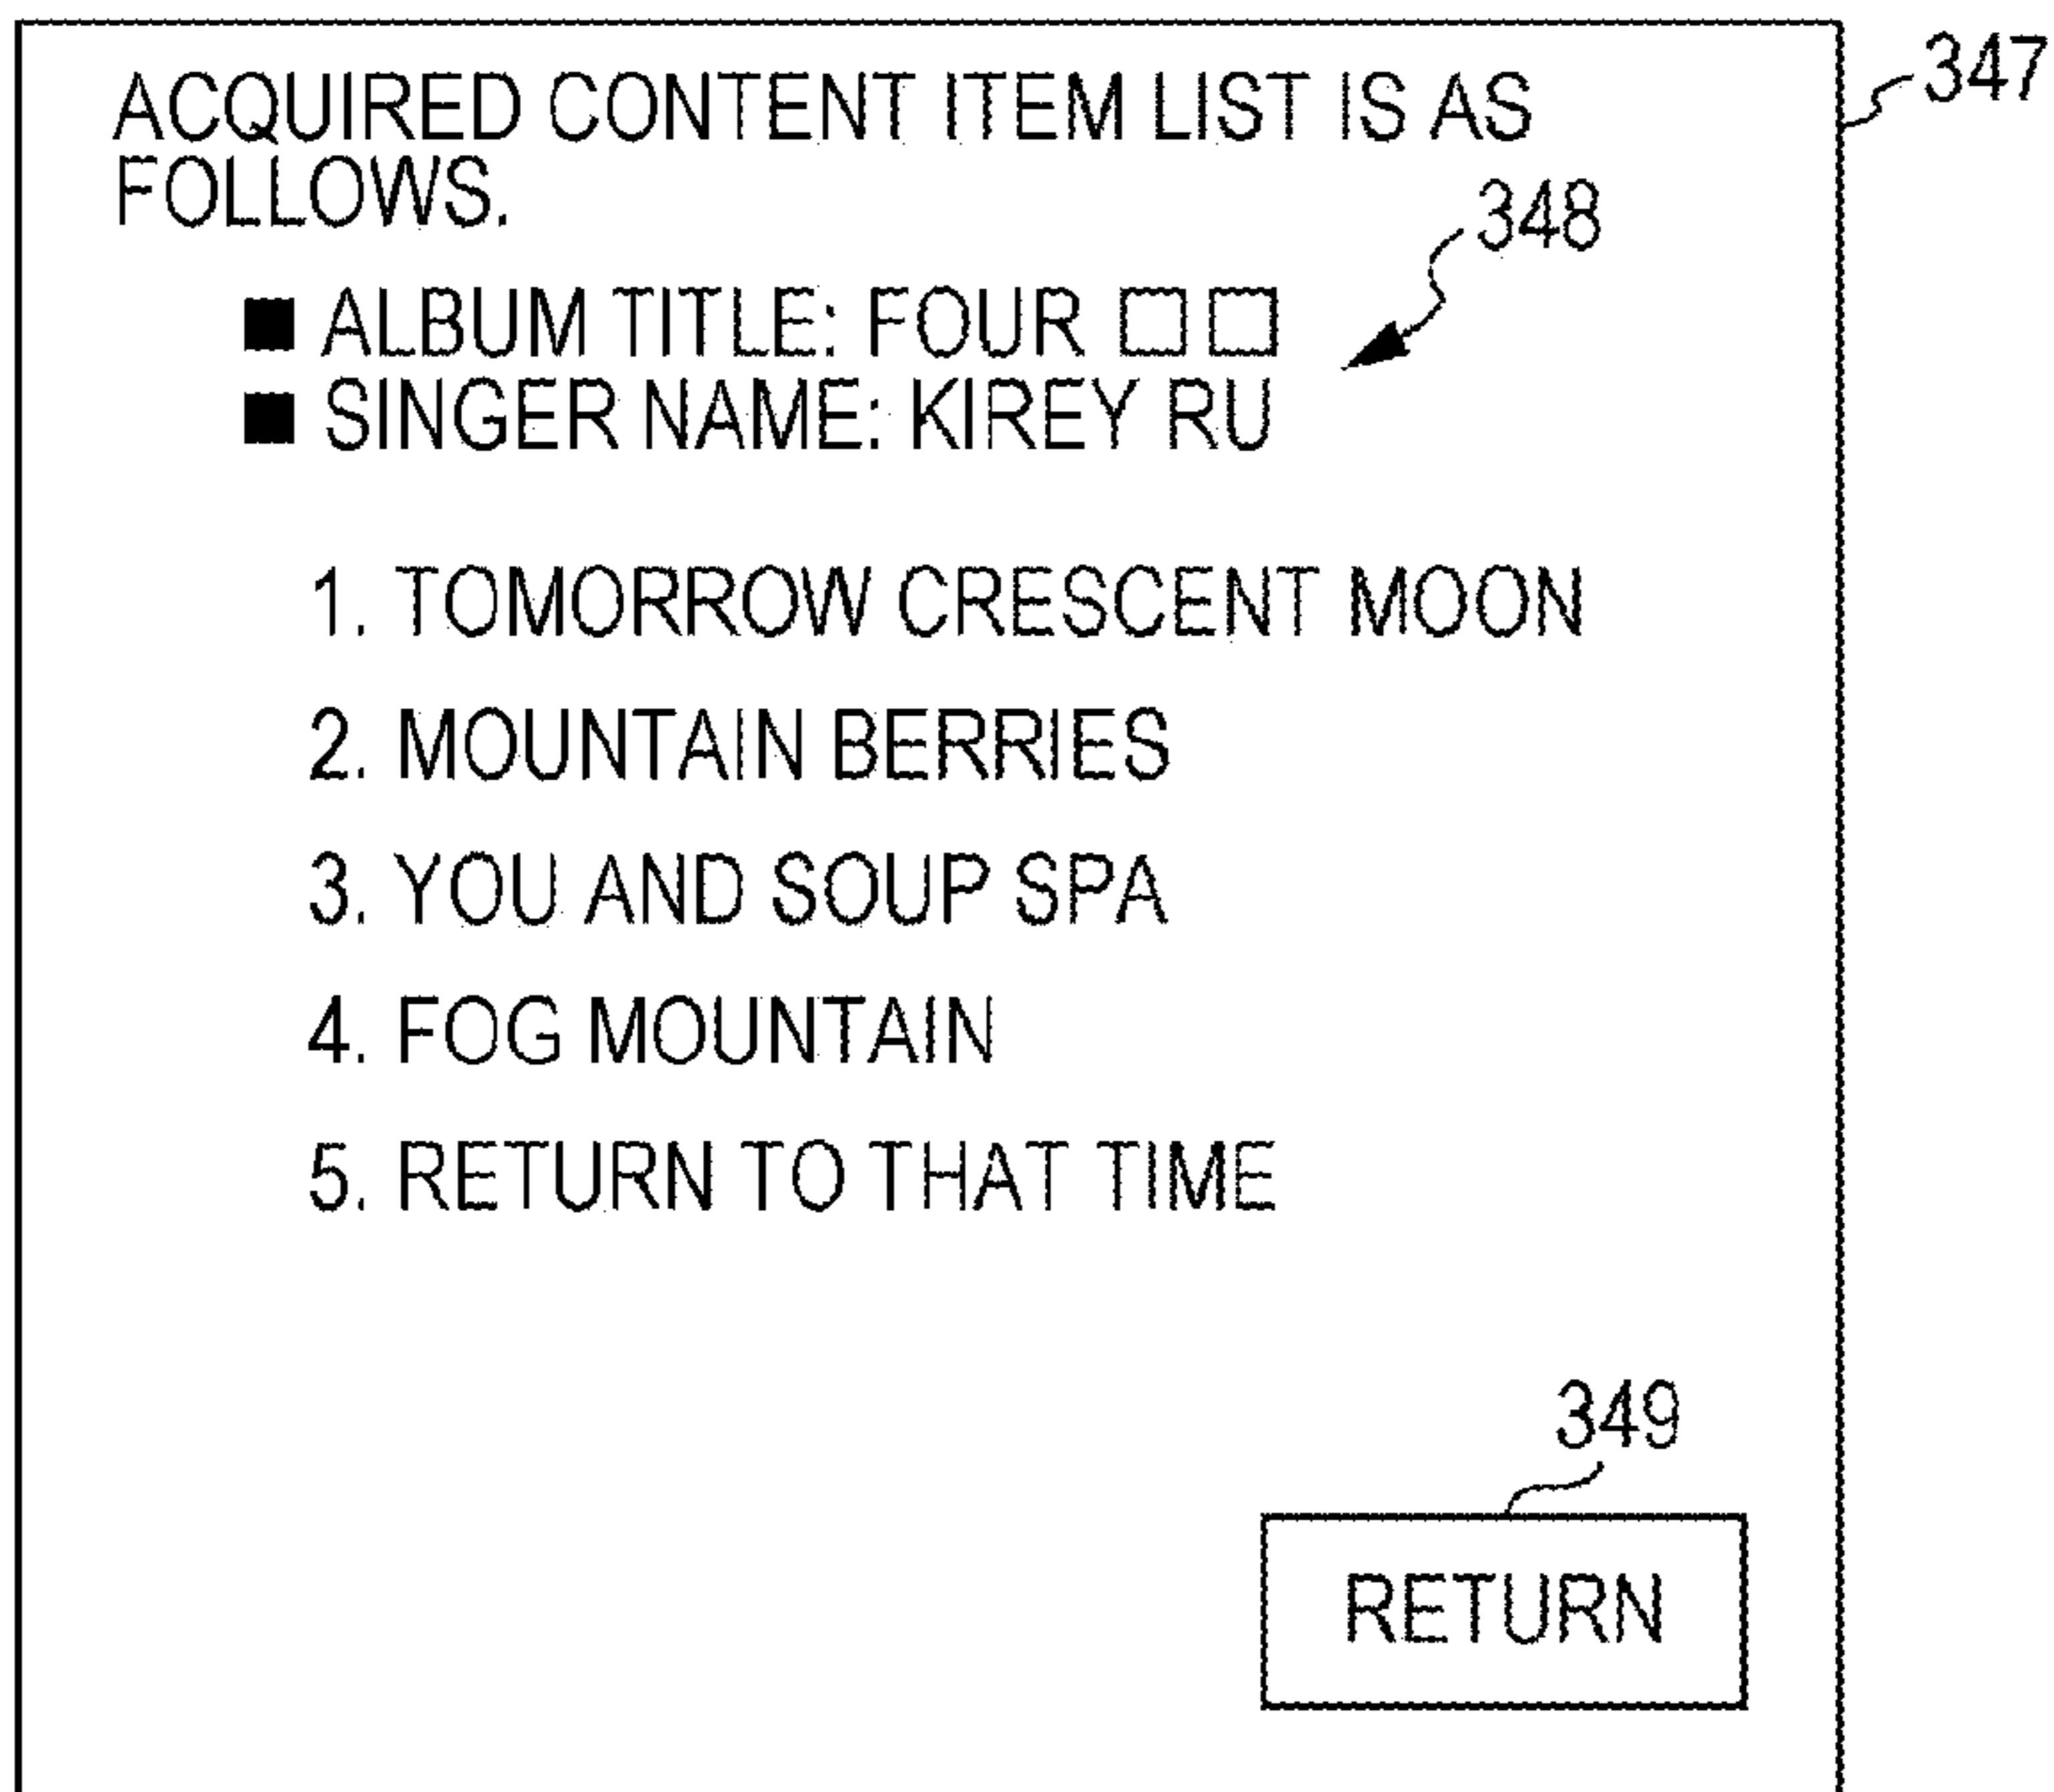 ACQUIRED CONTENT ITEM LIST IS AS
FOLLOWS.
347
348
■ ALBUM TITLE: FOUR □□
■ SINGER NAME: KIREY RU
1. TOMORROW CRESCENT MOON
2. MOUNTAIN BERRIES
3. YOU AND SOUP SPA
4. FOG MOUNTAIN
5. RETURN TO THAT TIME
349
RETURN